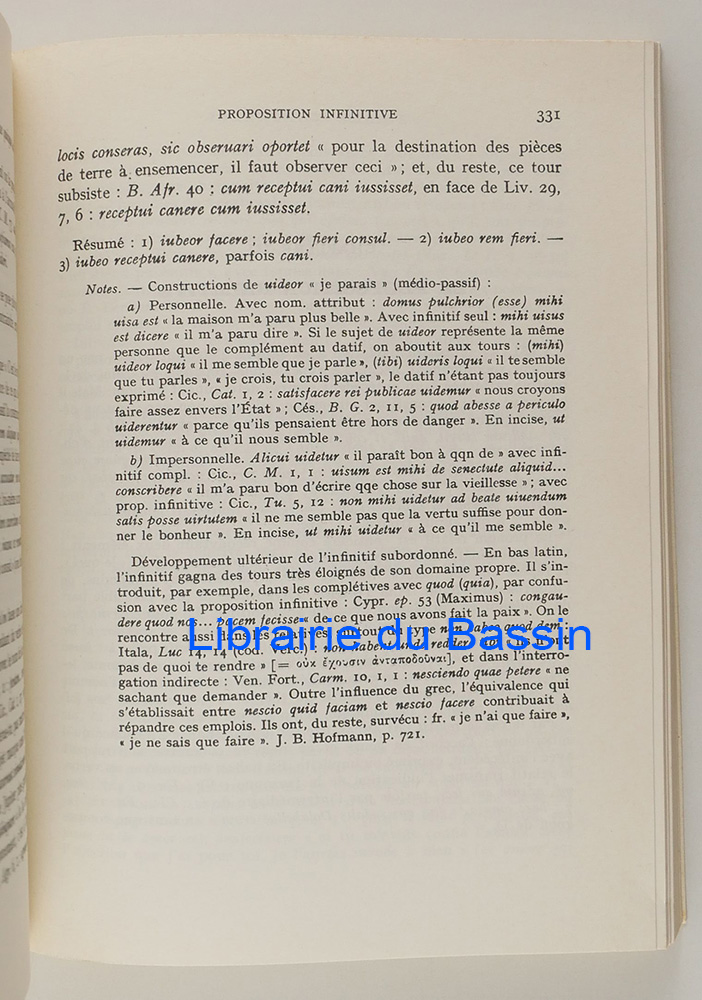 PROPOSITION INFINITIVE 331
locis conseras, sic obseruari oportet « pour la destination des pièces
de terre à ensemencer, il faut observer ceci » ; et, du reste, ce tour
subsiste : B. Afr. 40 : cum receptui cani iussisset, en face de Liv. 29,
7, 6 : receptui canere cum iussisset.
Résumé : 1) iubeor facere ; iubeor fieri consul. — 2) iubeo rem fieri. —
3) iubeo receptui canere, parfois cani.
Notes. — Constructions de uideor « je parais » (médio-passif) :
a) Personnelle. Avec nom. attribut : domus pulchrior (esse) mihi
uisa est « la maison m'a paru plus belle ». Avec infinitif seul : mihi uisus
est dicere « il m'a paru dire ». Si le sujet de uideor représente la même
personne que le complément au datif, on aboutit aux tours : (mihi)
uideor loqui « il me semble que je parle », (tibi) uideris loqui « il te semble
que tu parles », « je crois, tu crois parler », le datif n'étant pas toujours
exprimé : Cic., Cat. 1, 2 : satisfacere rei publicae uidemur « nous croyons
faire assez envers l'État » ; Cés., B. G. 2, 11, 5 : quod abesse a periculo
uiderentur « parce qu'ils pensaient être hors de danger ». En incise, ut
uidemur « à ce qu'il nous semble ».
b) Impersonnelle. Alicui uidetur « il paraît bon à qqn de » avec infi-
nitif compl. : Cic., C. M. 1, 1 : uisum est mihi de senectute aliquid...
conscribere « il m'a paru bon d'écrire qqe chose sur la vieillesse » ; avec
prop. infinitive : Cic., Tu. 5, 12 : non mihi uidetur ad beate uiuendum
satis posse uirtutem « il ne me semble pas que la vertu suffise pour don-
ner le bonheur ». En incise, ut mihi uidetur « à ce qu'il me semble ».
Développement ultérieur de l'infinitif subordonné. — En bas latin,
l'infinitif gagna des tours très éloignés de son domaine propre. Il s'in-
troduit, par exemple, dans les complétives avec quod (quia), par confu-
sion avec la proposition infinitive : Cypr. ep. 53 (Maximus) : congau-
dere quod nos... pacem fecisse « de ce que nous avons fait la paix ». On le
rencontre aussi dans les relatives, surtout du type non habeo quod dem :
Itala, Luc 14, 14 (cod. Verc.) : non habent unde reddere « ils n'ont
pas de quoi te rendre » [= οὐκ ἔχουσιν ἀνταποδοῦναι], et dans l'interro-
gation indirecte : Ven. Fort., Carm. 10, 1, 1 : nesciendo quae petere « ne
sachant que demander ». Outre l'influence du grec, l'équivalence qui
s'établissait entre nescio quid faciam et nescio facere contribuait à
répandre ces emplois. Ils ont, du reste, survécu : fr. « je n'ai que faire »,
« je ne sais que faire ». J. B. Hofmann, p. 721.
Librairie du Bassin